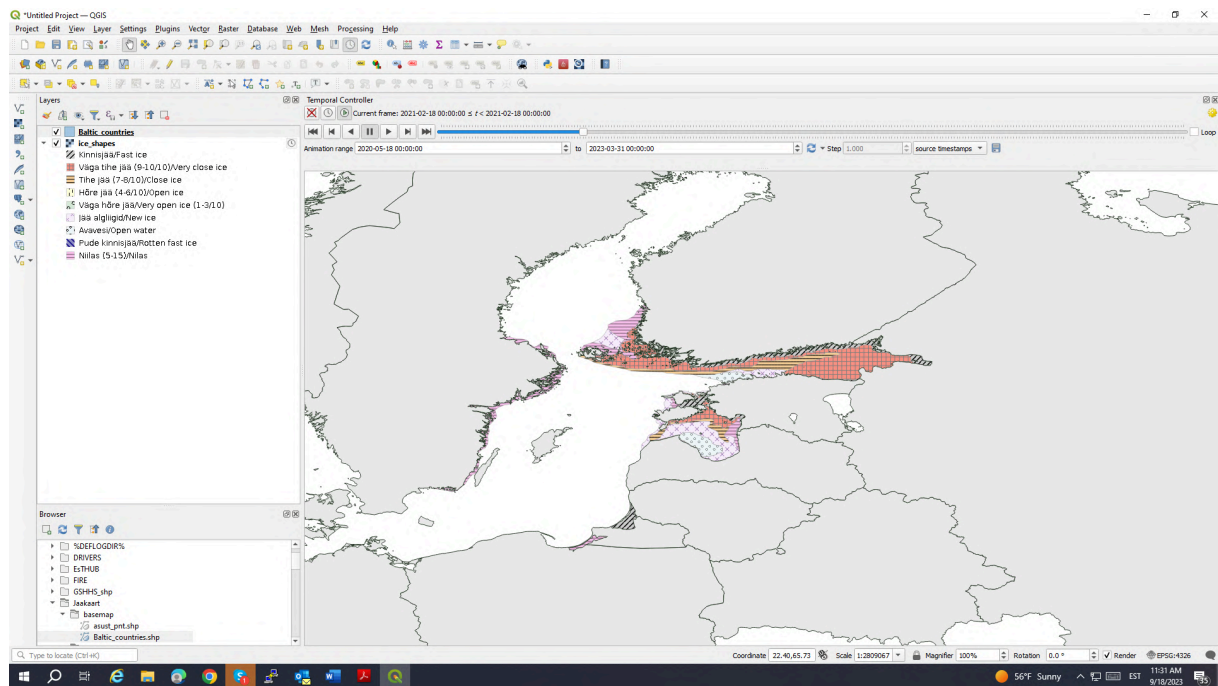 *Untitled Project — QGIS
Project Edit View Layer Settings Plugins Vector Raster Database Web Mesh Processing Help
Layers
Baltic_countries
ice_shapes
Kinnisjää/Fast ice
Väga tihe jää (9-10/10)/Very close ice
Tihe jää (7-8/10)/Close ice
Hõre jää (4-6/10)/Open ice
Väga hõre jää/Very open ice (1-3/10)
Jää algliigid/New ice
Avavesi/Open water
Pude kinnisjää/Rotten fast ice
Niilas (5-15)/Nilas
Temporal Controller
Current frame: 2021-02-18 00:00:00 ≤ t < 2021-02-18 00:00:00
Loop
Animation range 2020-05-18 00:00:00 to 2023-03-31 00:00:00 Step 1.000 source timestamps
Browser
%DEFLOGDIR%
DRIVERS
EsTHUB
FIRE
GSHHS_shp
Jaakaart
basemap
asust_pnt.shp
Baltic_countries.shp
Type to locate (Ctrl+K)
Coordinate 22.40,65.73 Scale 1:2809067 Magnifier 100% Rotation 0.0 ° Render EPSG:4326
56°F Sunny EST 11:31 AM
9/18/2023 35